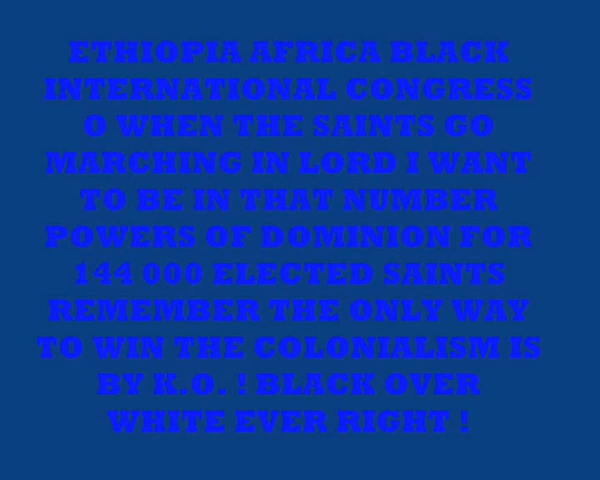 ETHIOPIA AFRICA BLACK
INTERNATIONAL CONGRESS
O WHEN THE SAINTS GO
MARCHING IN LORD I WANT
TO BE IN THAT NUMBER
POWERS OF DOMINION FOR
144 000 ELECTED SAINTS
REMEMBER THE ONLY WAY
TO WIN THE COLONIALISM IS
BY K.O. ! BLACK OVER
WHITE EVER RIGHT !